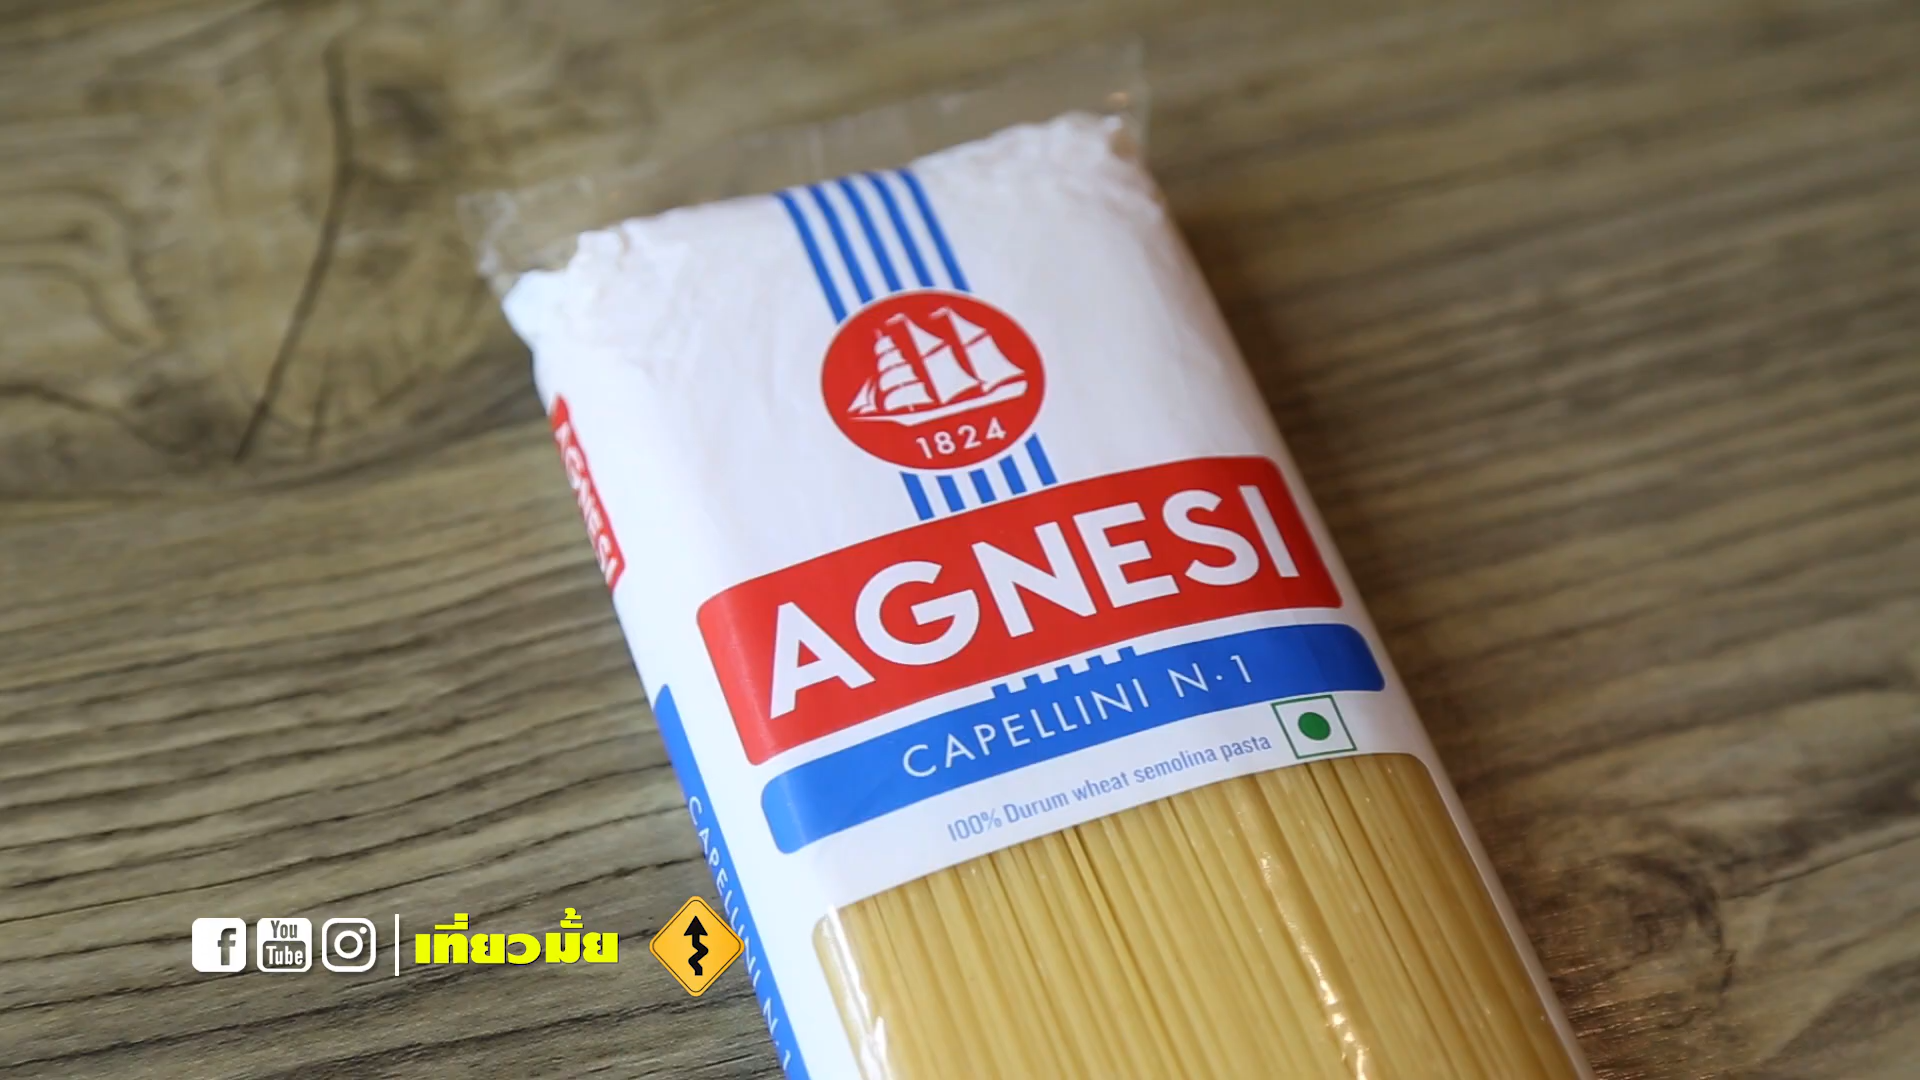 1824
AGNESI
CAPELLINI N·1
100% Durum wheat semolina pasta
AGNESI
CAPELLINI N·1
f
You
Tube
เที่ยวมั้ย